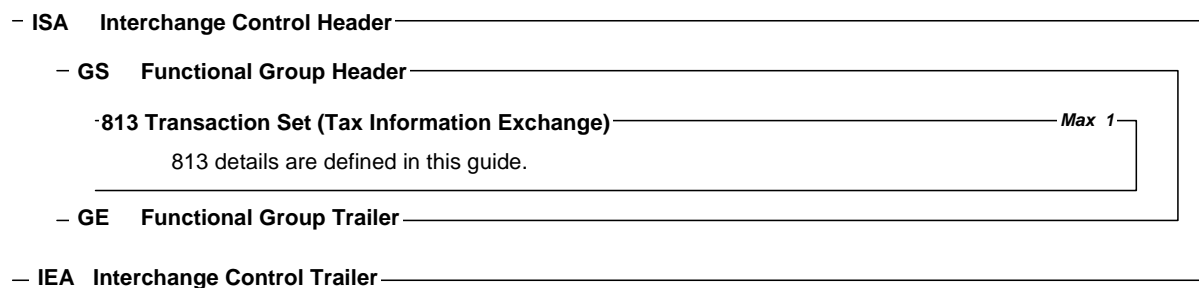 ISA Interchange Control Header
GS Functional Group Header
813 Transaction Set (Tax Information Exchange) Max 1
813 details are defined in this guide.
GE Functional Group Trailer
IEA Interchange Control Trailer